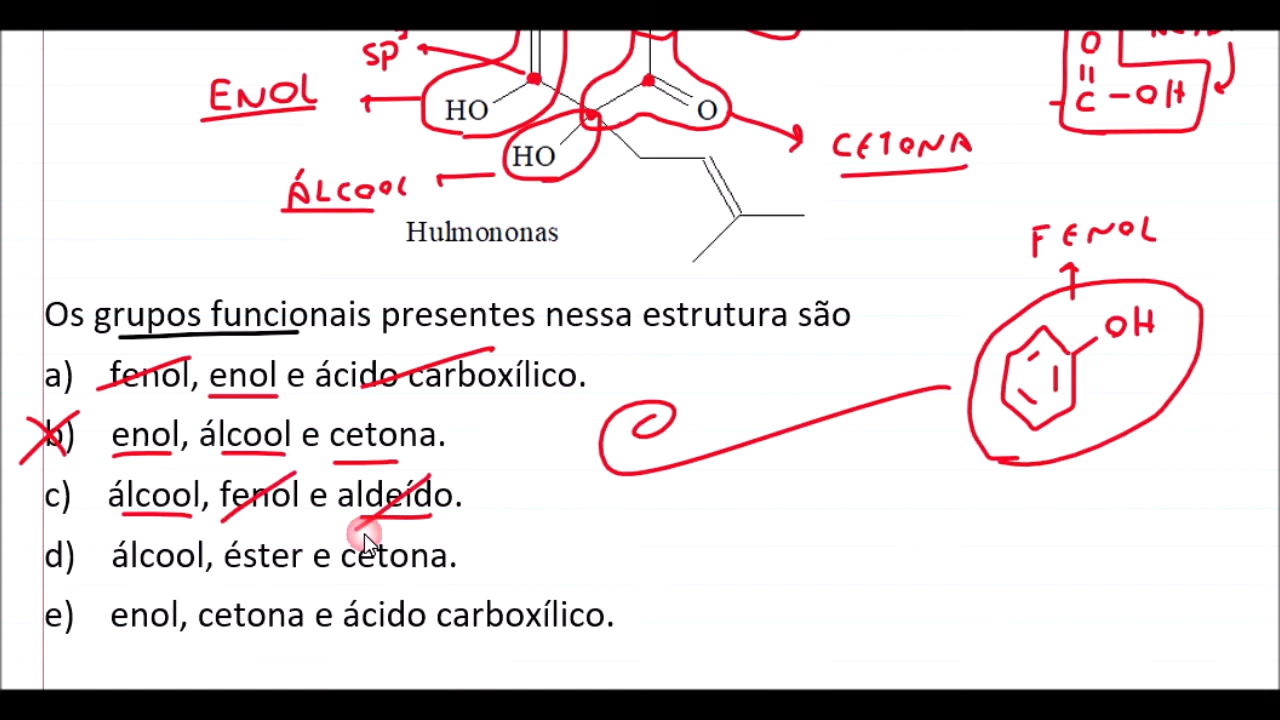 sp²
O
ENOL
HO
O
C - OH
CETONA
HO
ÁLCOOL
Hulmononas
FENOL
OH
Os grupos funcionais presentes nessa estrutura são
a) fenol, enol e ácido carboxílico.
b) enol, álcool e cetona.
c) álcool, fenol e aldeído.
d) álcool, éster e cetona.
e) enol, cetona e ácido carboxílico.